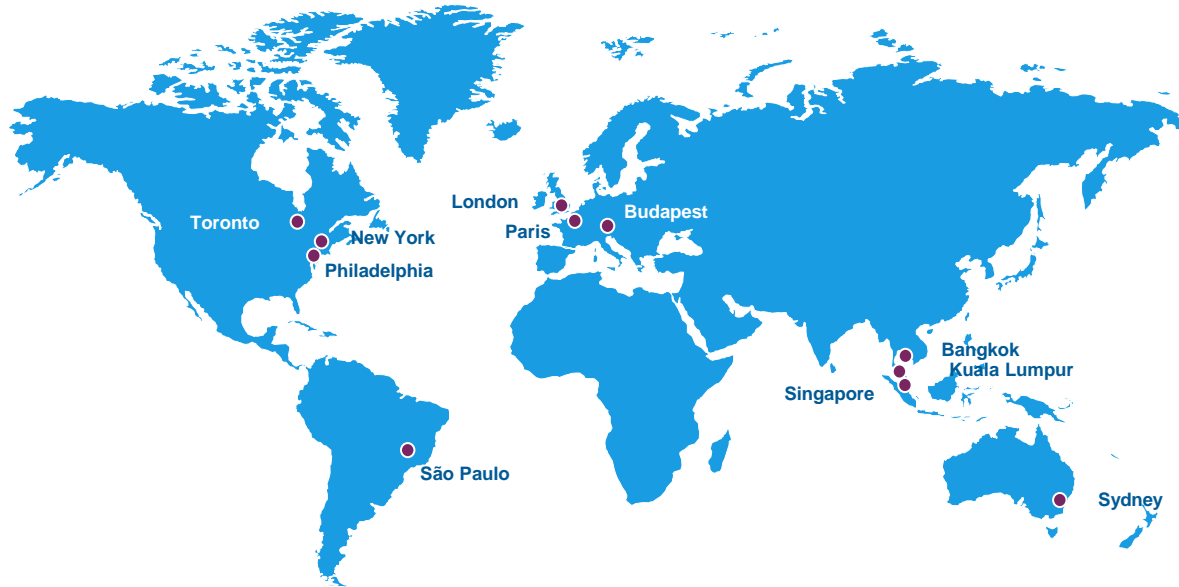 London
Budapest
Toronto
Paris
New York
Philadelphia
Bangkok
Kuala Lumpur
Singapore
São Paulo
Sydney